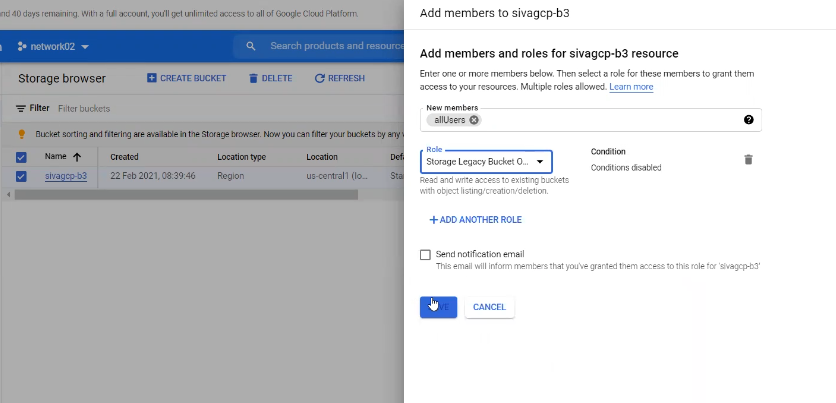 nd 40 days remaining. With a full account, you'll get unlimited access to all of Google Cloud Platform.
network02
Search products and resource
Storage browser
CREATE BUCKET
DELETE
REFRESH
Filter Filter buckets
Bucket sorting and filtering are available in the Storage browser. Now you can filter your buckets by any
Name Created Location type Location
sivagcp-b3 22 Feb 2021, 08:39:46 Region us-central1 (Io...
Add members to sivagcp-b3
Add members and roles for sivagcp-b3 resource
Enter one or more members below. Then select a role for these members to grant them
access to your resources. Multiple roles allowed. Learn more
New members
allUsers
Role
Storage Legacy Bucket O...
Condition
Conditions disabled
Read and write access to existing buckets
with object listing/creation/deletion.
ADD ANOTHER ROLE
Send notification email
This email will inform members that you've granted them access to this role for 'sivagcp-b3'
CANCEL